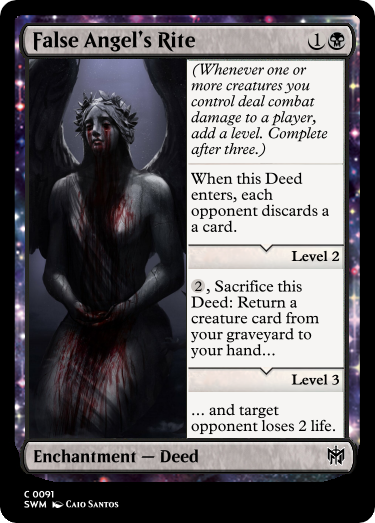 False Angel's Rite 1
(Whenever one or
more creatures you
control deal combat
damage to a player,
add a level. Complete
after three.)
When this Deed
enters, each
opponent discards a
a card.
Level 2
2, Sacrifice this
Deed: Return a
creature card from
your graveyard to
your hand...
Level 3
... and target
opponent loses 2 life.
Enchantment — Deed
C 0091
SWM Caio Santos